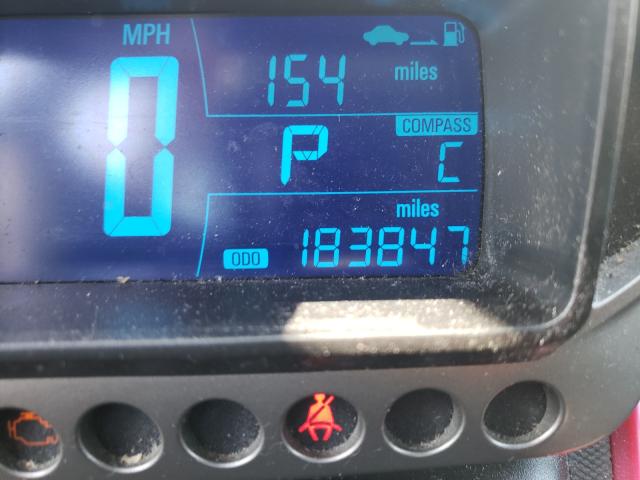 MPH
0
154 miles
P
COMPASS
C
miles
ODO 183847